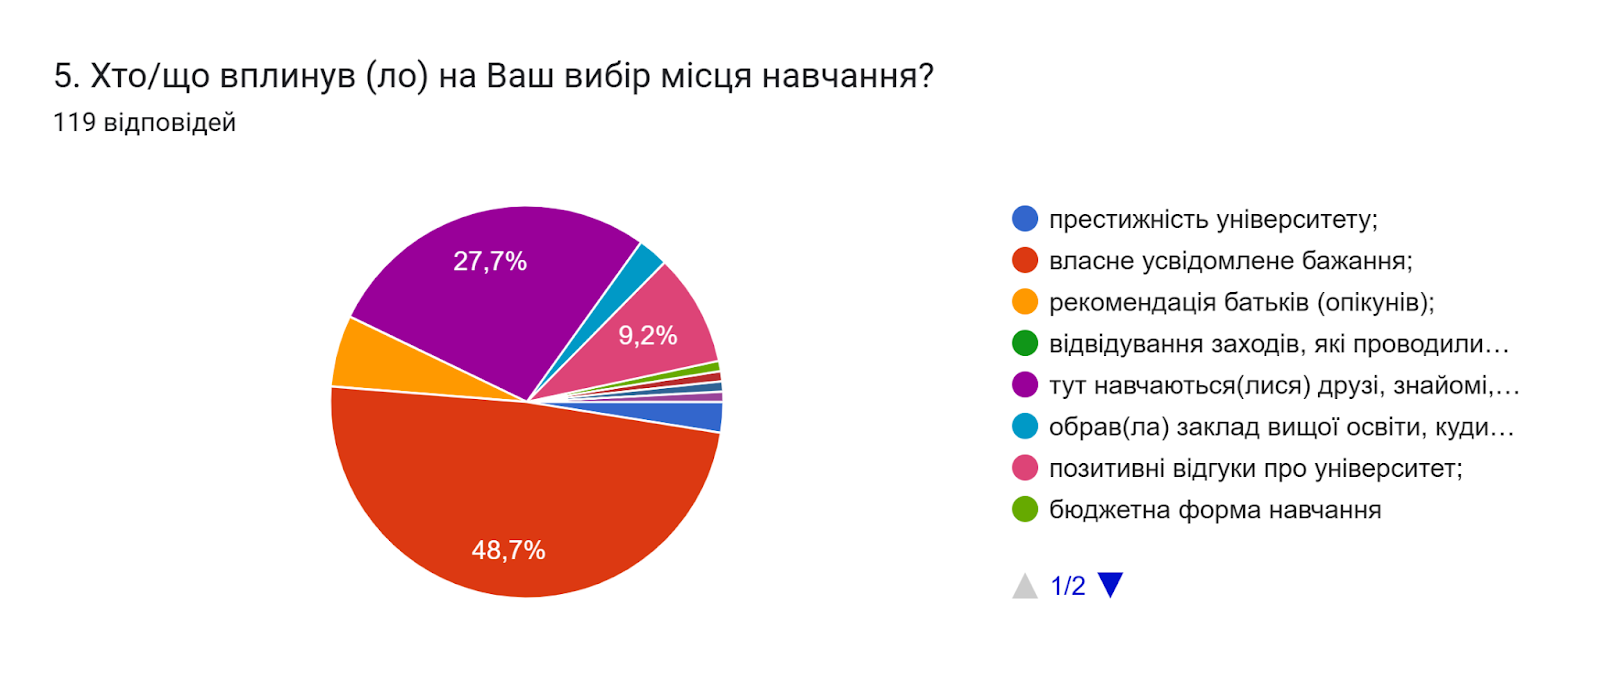 5. Хто/що вплинув (ло) на Ваш вибір місця навчання?
119 відповідей
27,7%
9,2%
48,7%
престижність університету;
власне усвідомлене бажання;
рекомендація батьків (опікунів);
відвідування заходів, які проводили…
тут навчаються(лися) друзі, знайомі,…
обрав(ла) заклад вищої освіти, куди…
позитивні відгуки про університет;
бюджетна форма навчання
1/2